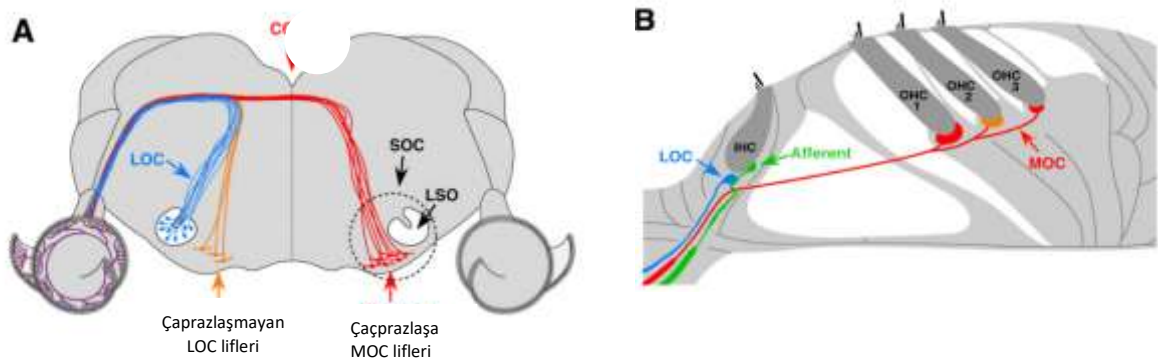 A
LOC
SOC
LSO
Çaprazlaşmayan
LOC lifleri
Çaçprazlaşa
MOC lifleri
B
OHC
1
OHC
2
OHC
3
IHC
LOC
Afferent
MOC